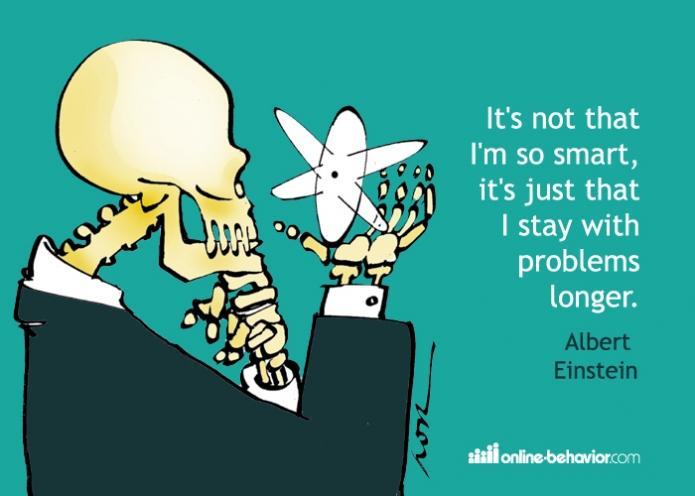 It's not that
I'm so smart,
it's just that
I stay with
problems
longer.
Albert
Einstein
online-behavior.com